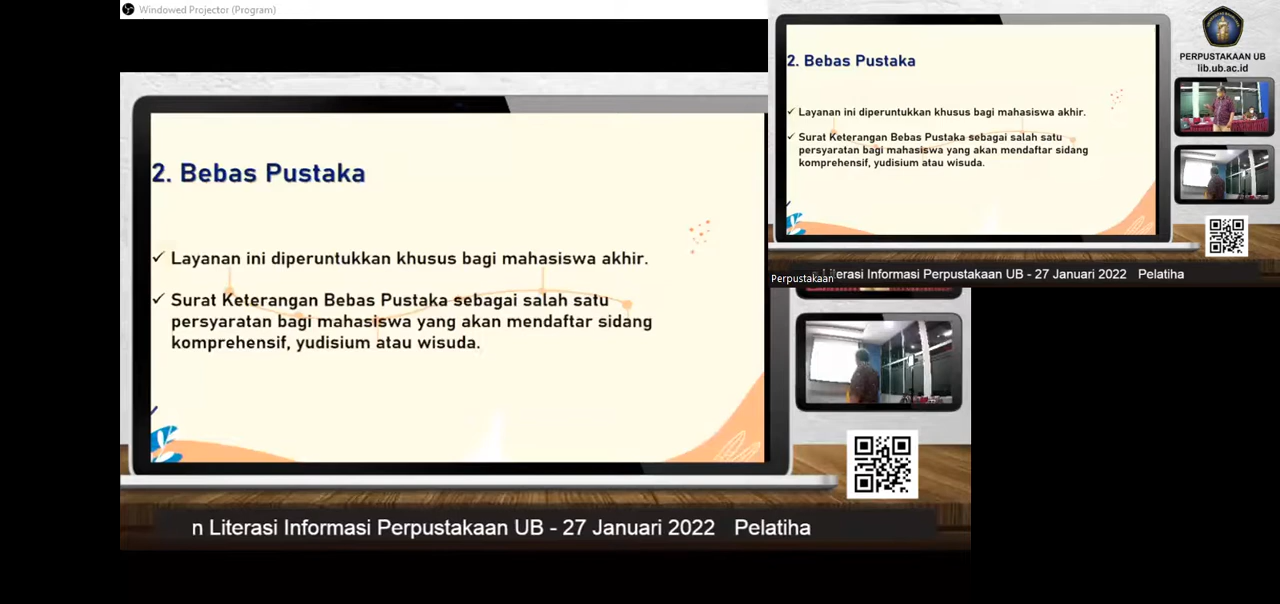 Windowed Projector (Program)
2. Bebas Pustaka
✓ Layanan ini diperuntukkan khusus bagi mahasiswa akhir.
✓ Surat Keterangan Bebas Pustaka sebagai salah satu
persyaratan bagi mahasiswa yang akan mendaftar sidang
komprehensif, yudisium atau wisuda.
n Literasi Informasi Perpustakaan UB - 27 Januari 2022 Pelatiha
2. Bebas Pustaka
✓ Layanan ini diperuntukkan khusus bagi mahasiswa akhir.
✓ Surat Keterangan Bebas Pustaka sebagai salah satu
persyaratan bagi mahasiswa yang akan mendaftar sidang
komprehensif, yudisium atau wisuda.
PERPUSTAKAAN UB
lib.ub.ac.id
Perpustakaan
Literasi Informasi Perpustakaan UB - 27 Januari 2022 Pelatiha